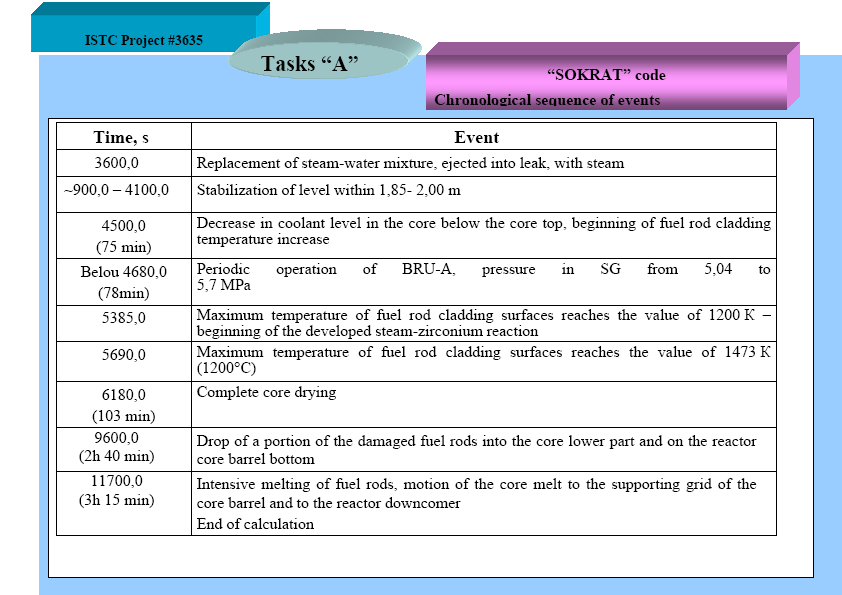 ISTC Project #3635
Tasks “A”
“SOKRAT” code
Chronological sequence of events
Time, s Event
3600,0 Replacement of steam-water mixture, ejected into leak, with steam
~900,0 – 4100,0 Stabilization of level within 1,85- 2,00 m
4500,0
(75 min)
Decrease in coolant level in the core below the core top, beginning of fuel rod cladding
temperature increase
Belou 4680,0
(78min)
Periodic operation of BRU-A, pressure in SG from 5,04 to
5,7 MPa
5385,0
Maximum temperature of fuel rod cladding surfaces reaches the value of 1200 K –
beginning of the developed steam-zirconium reaction
5690,0
Maximum temperature of fuel rod cladding surfaces reaches the value of 1473 K
(1200°C)
6180,0
(103 min)
Complete core drying
9600,0
(2h 40 min)
Drop of a portion of the damaged fuel rods into the core lower part and on the reactor
core barrel bottom
11700,0
(3h 15 min)
Intensive melting of fuel rods, motion of the core melt to the supporting grid of the
core barrel and to the reactor downcomer
End of calculation